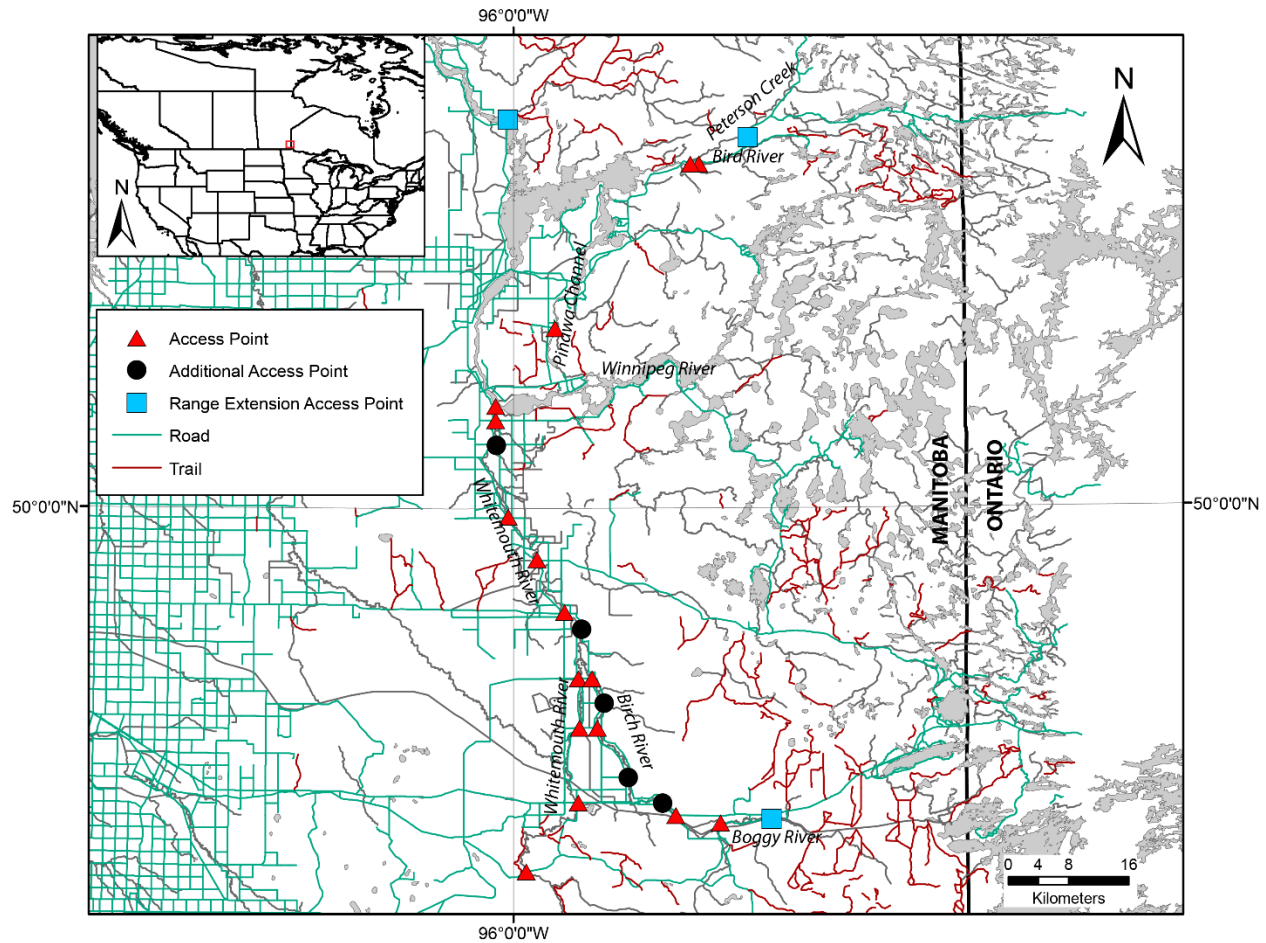 96°0'0"W
N
N
Peterson Creek
Bird River
Pinawa Channel
Access Point
Additional Access Point
Range Extension Access Point
Road
Trail
Winnipeg River
MANITOBA
ONTARIO
50°0'0"N
50°0'0"N
Whitemouth River
Whitemouth River
Birch River
Boggy River
0 4 8 16
Kilometers
96°0'0"W